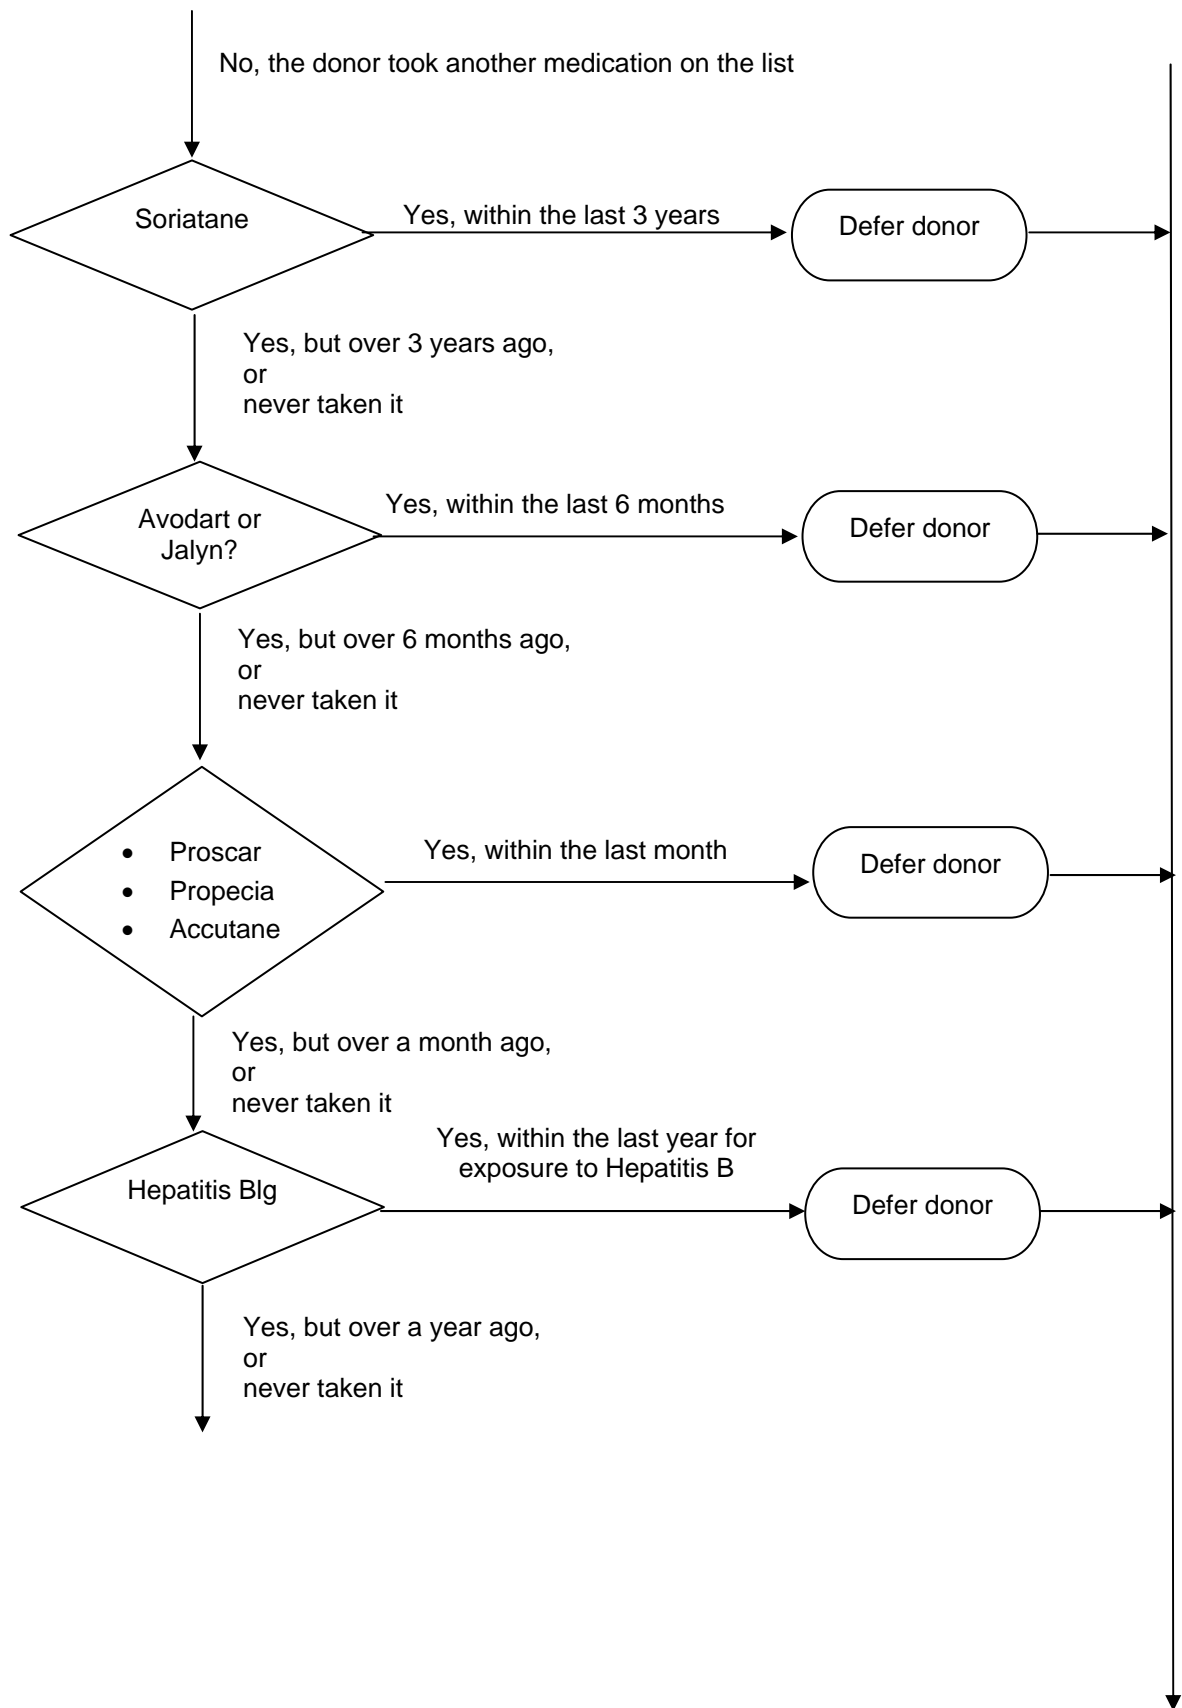 No, the donor took another medication on the list
Soriatane
Yes, within the last 3 years
Defer donor
Yes, but over 3 years ago,
or
never taken it
Avodart or
Jalyn?
Yes, within the last 6 months
Defer donor
Yes, but over 6 months ago,
or
never taken it
• Proscar
• Propecia
• Accutane
Yes, within the last month
Defer donor
Yes, but over a month ago,
or
never taken it
Hepatitis BIg
Yes, within the last year for
exposure to Hepatitis B
Defer donor
Yes, but over a year ago,
or
never taken it